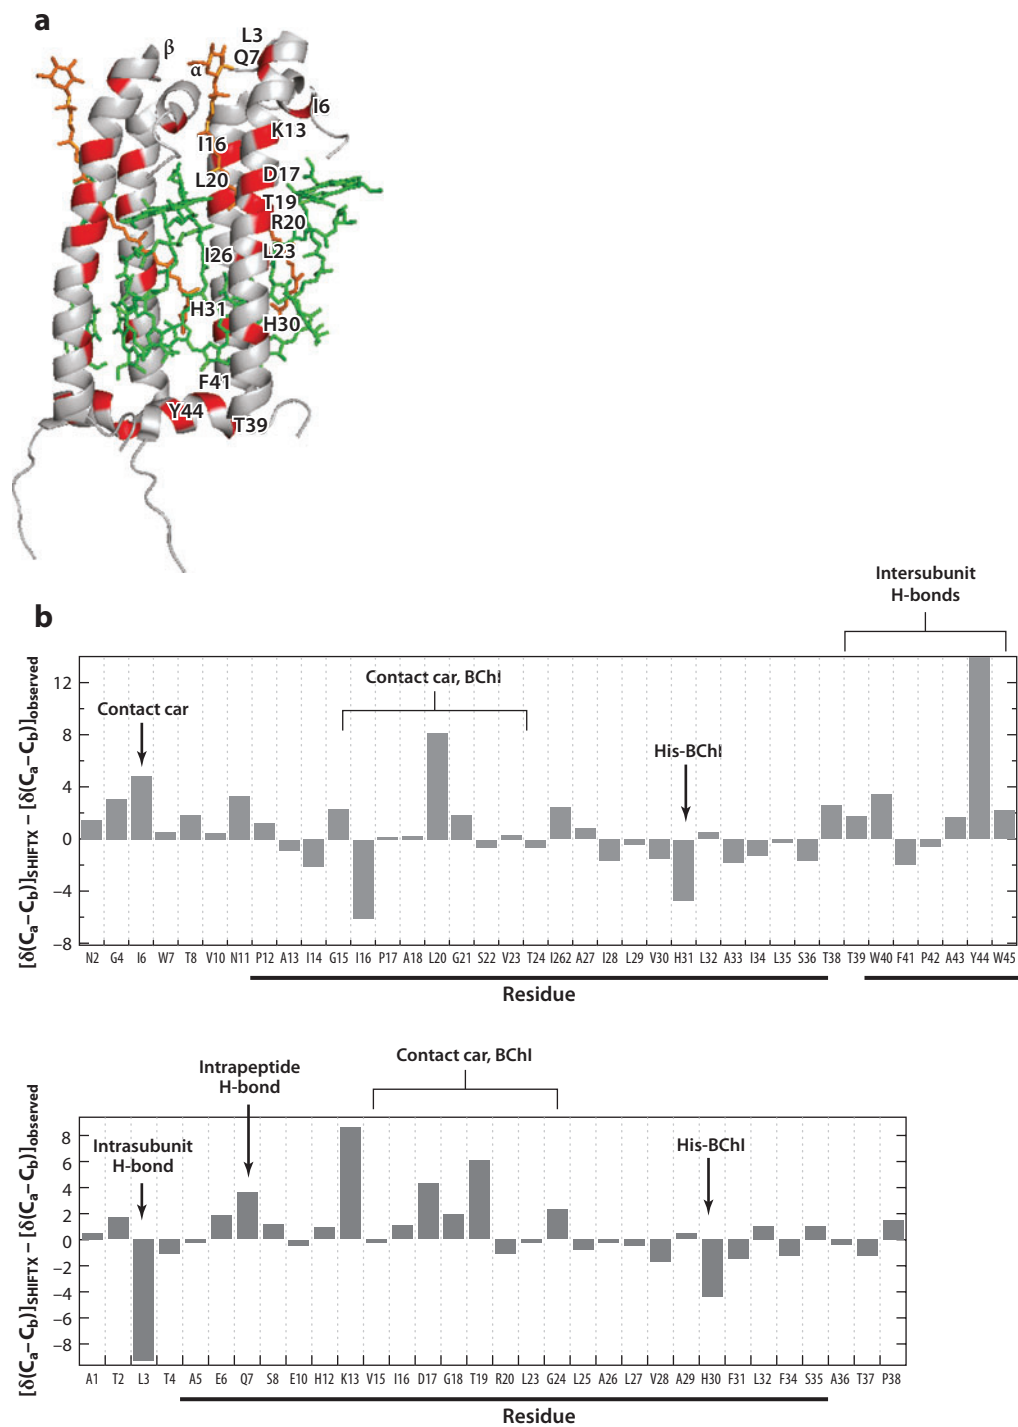 a
β
α
L3
Q7
I6
K13
I16
L20
D17
T19
R20
I26
L23
H31
H30
F41
Y44
T39
b
Intersubunit
H-bonds
Contact car, BChl
Contact car
His-BChl
[δ(Ca–Cb)]SHIFTX – [δ(Ca–Cb)]observed
12
8
4
0
−4
−8
N2 G4 I6 W7 T8 V10 N11 P12 A13 I14 G15 I16 P17 A18 L20 G21 S22 V23 T24 I262 A27 I28 L29 V30 H31 L32 A33 I34 L35 S36 T38 T39 W40 F41 P42 A43 Y44 W45
Residue
Contact car, BChl
Intrapeptide
H-bond
Intrasubunit
H-bond
His-BChl
[δ(Ca–Cb)]SHIFTX – [δ(Ca–Cb)]observed
8
6
4
2
0
−2
−4
−6
−8
A1 T2 L3 T4 A5 E6 Q7 S8 E10 H12 K13 V15 I16 D17 G18 T19 R20 L23 G24 L25 A26 L27 V28 A29 H30 F31 L32 F34 S35 A36 T37 P38
Residue